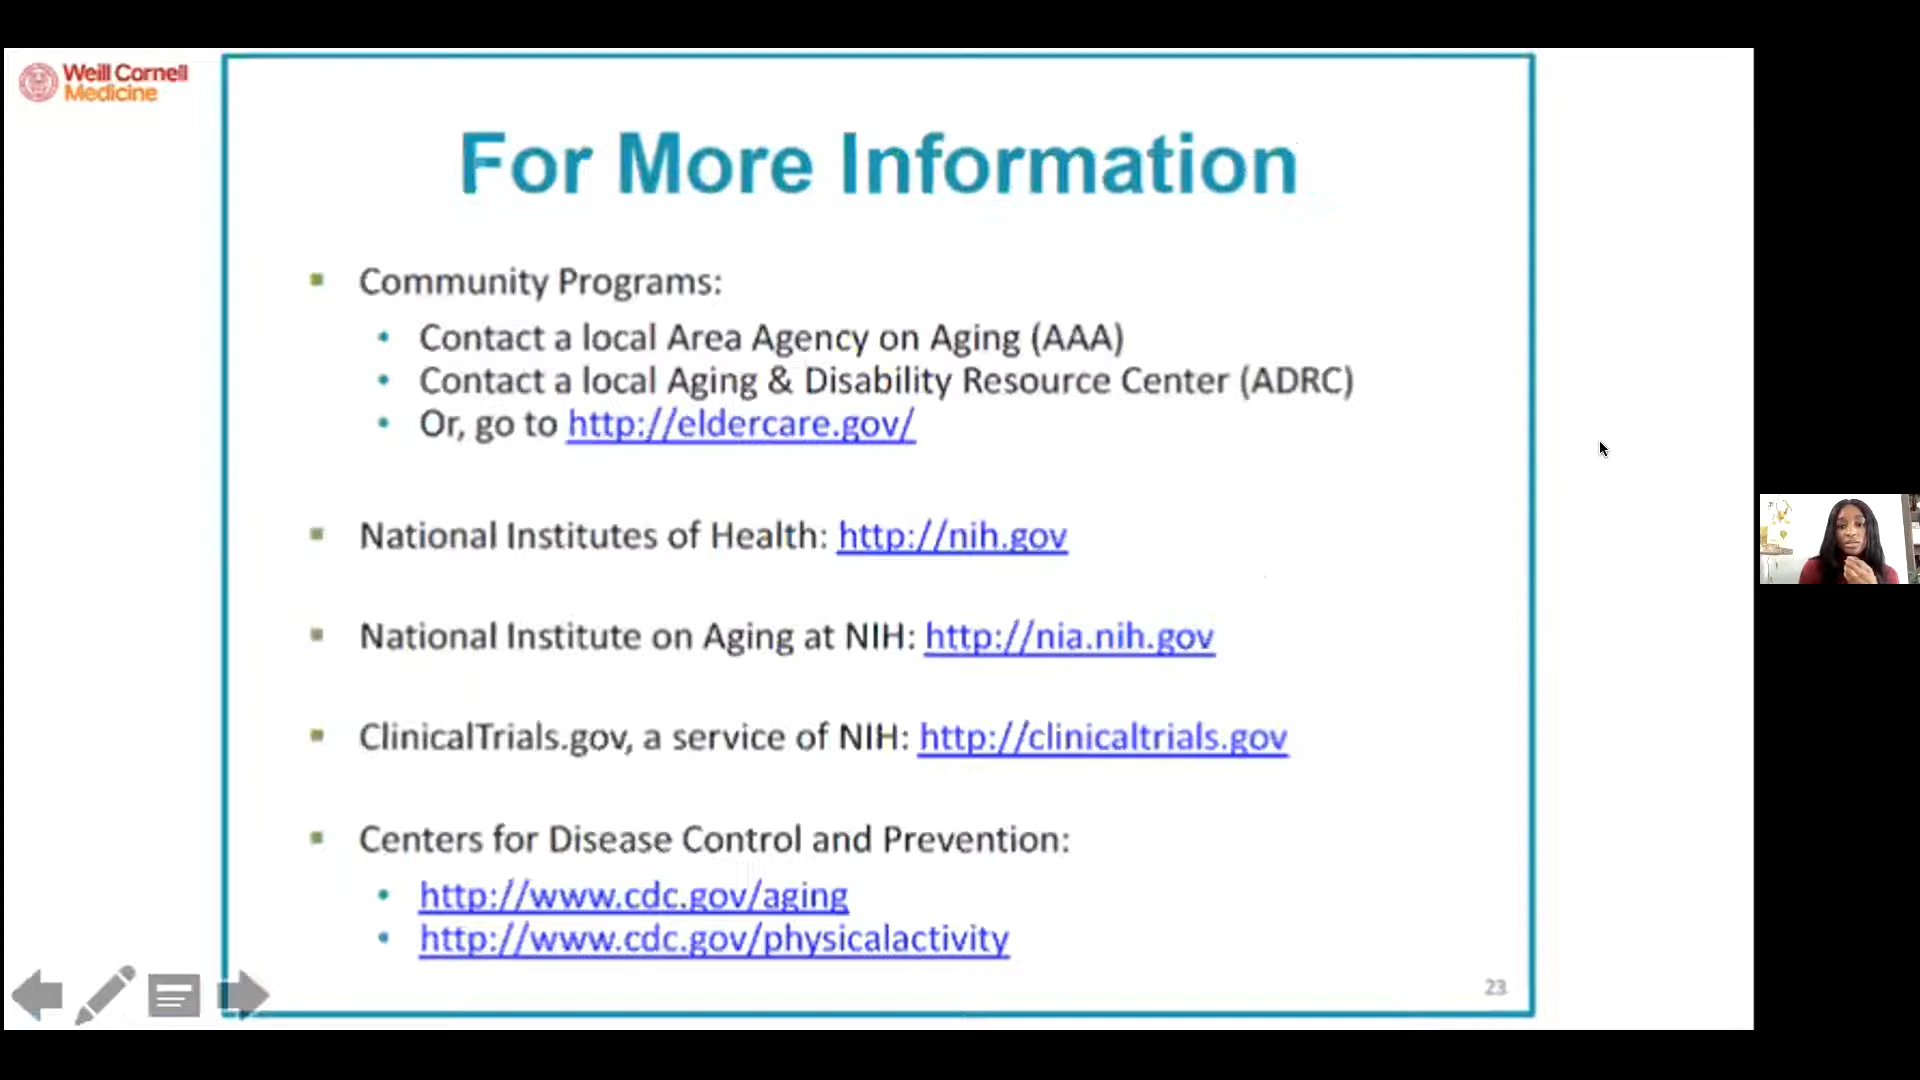 Weill Cornell
Medicine
For More Information
Community Programs:
Contact a local Area Agency on Aging (AAA)
Contact a local Aging & Disability Resource Center (ADRC)
Or, go to http://eldercare.gov/
National Institutes of Health: http://nih.gov
National Institute on Aging at NIH: http://nia.nih.gov
ClinicalTrials.gov, a service of NIH: http://clinicaltrials.gov
Centers for Disease Control and Prevention:
http://www.cdc.gov/aging
http://www.cdc.gov/physicalactivity
23